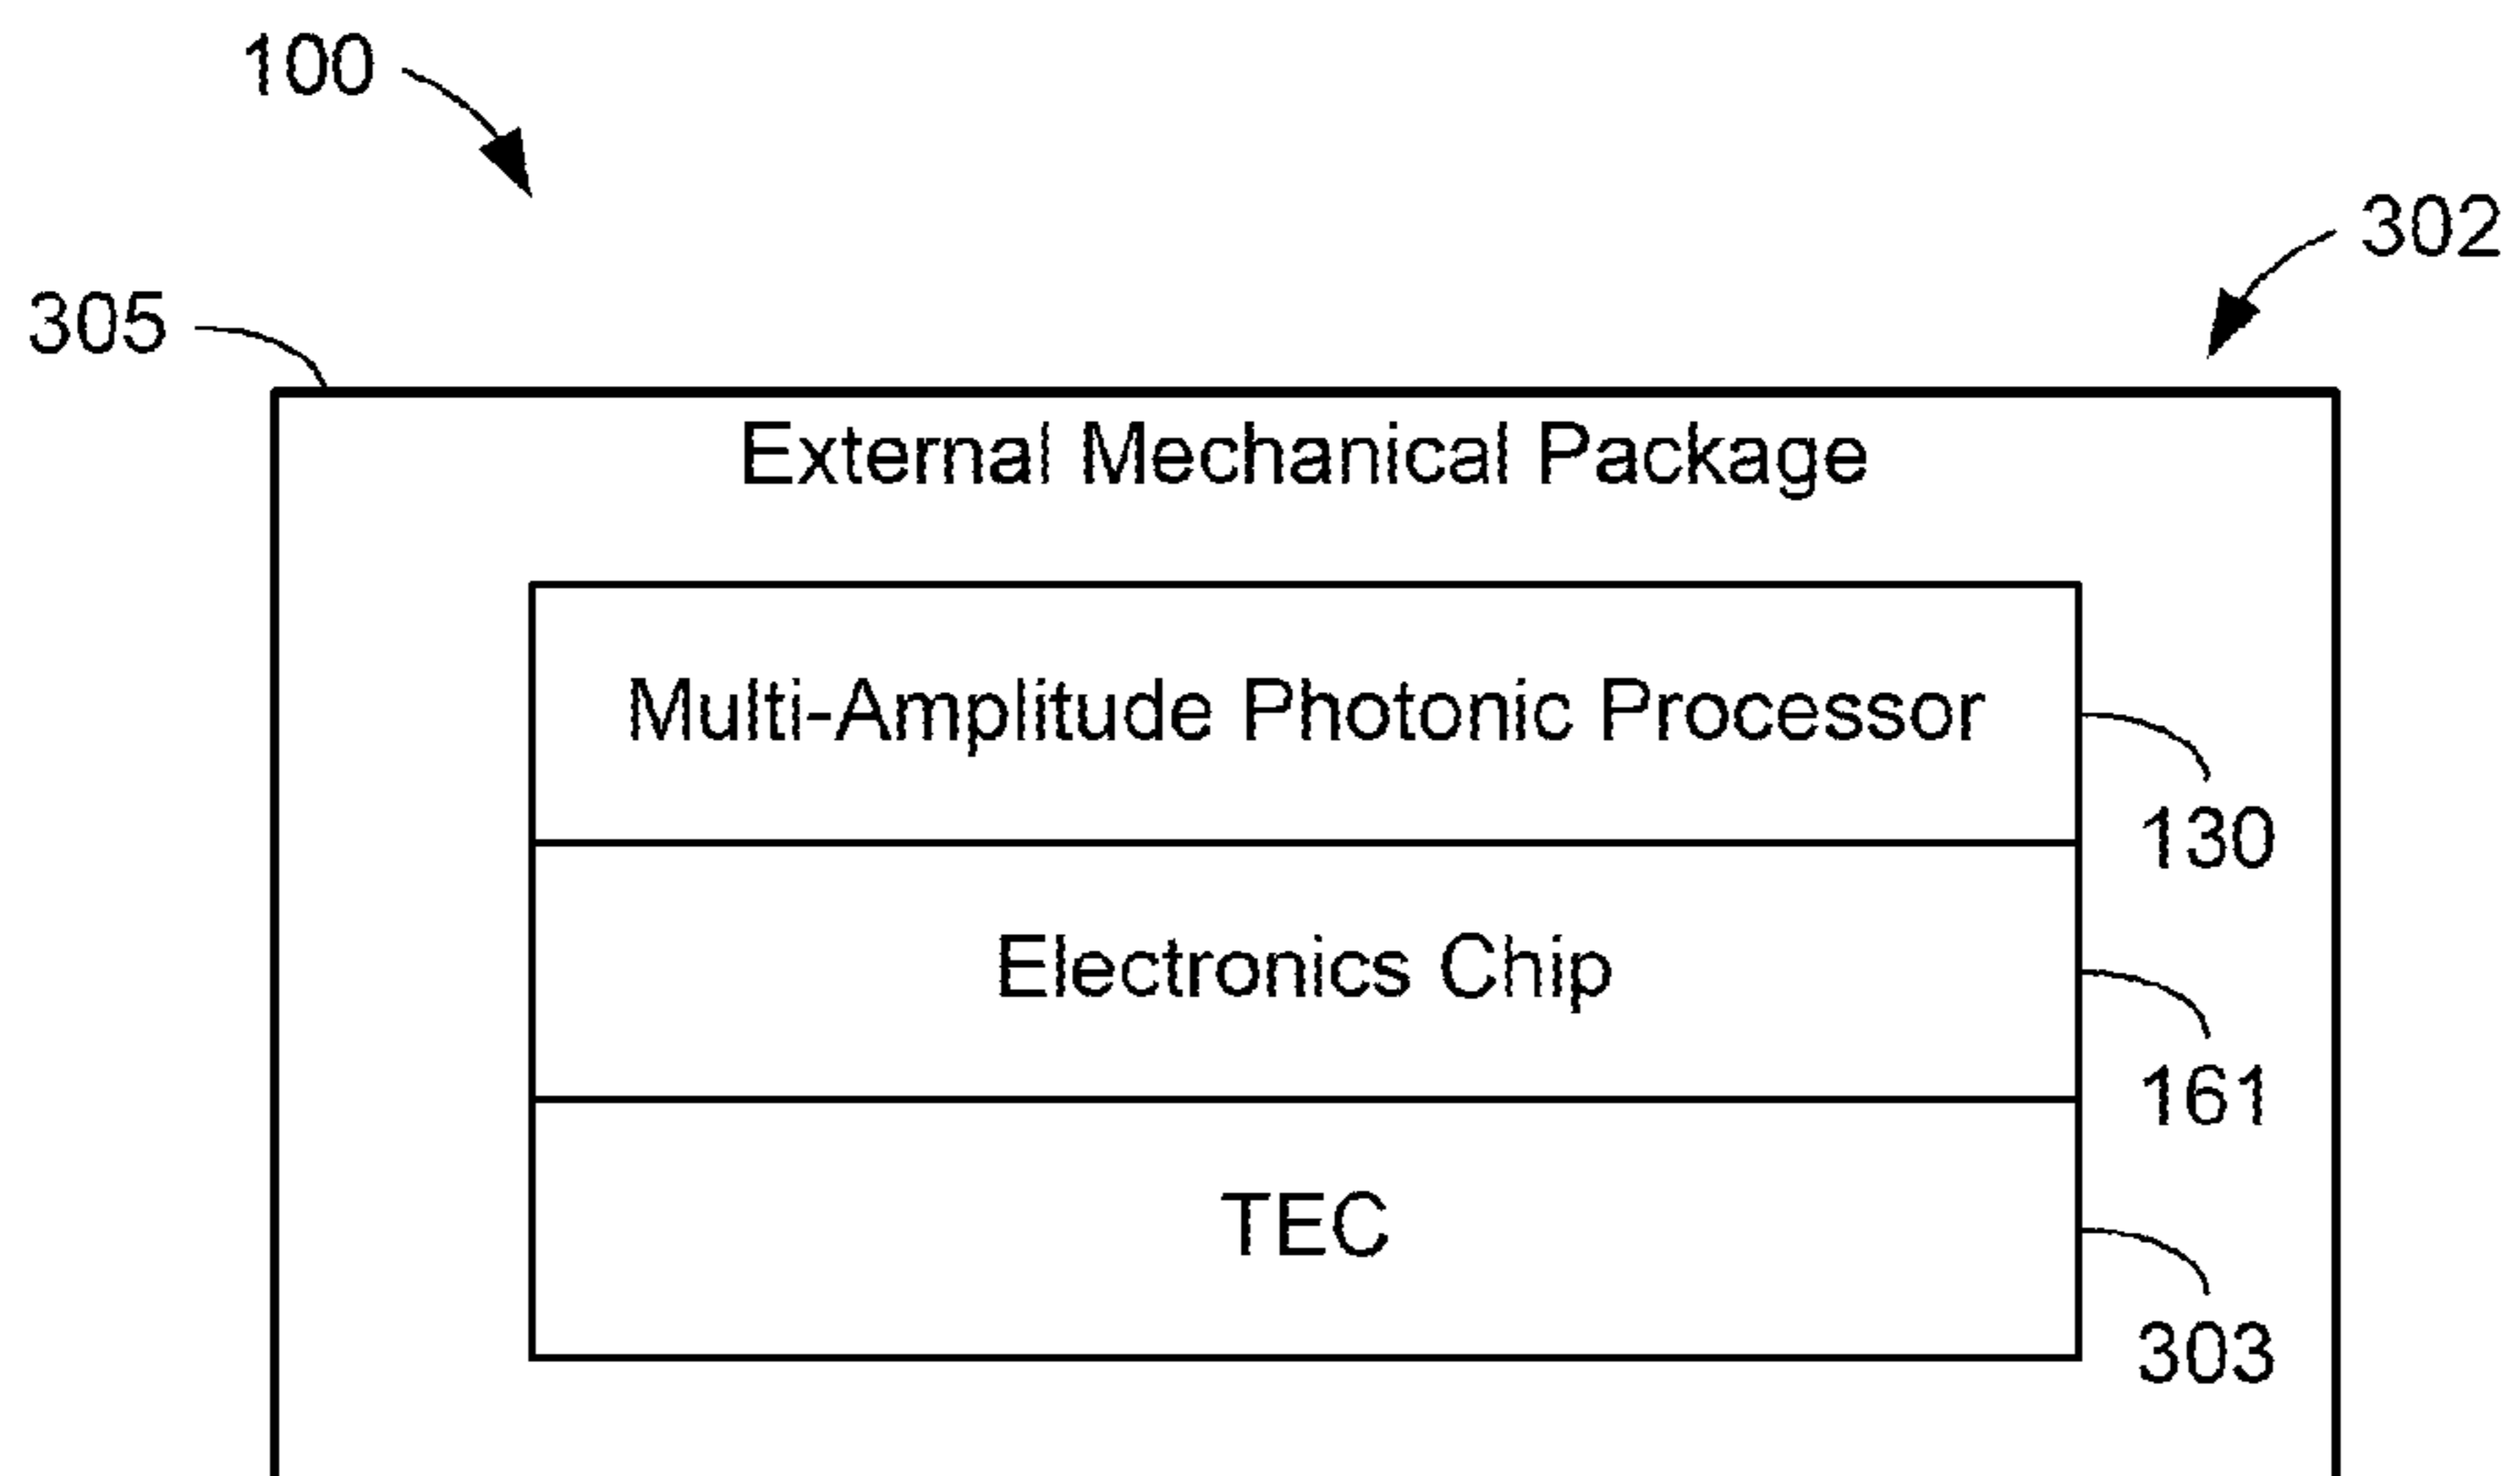 100
302
305
External Mechanical Package
Multi-Amplitude Photonic Processor
130
Electronics Chip
161
TEC
303